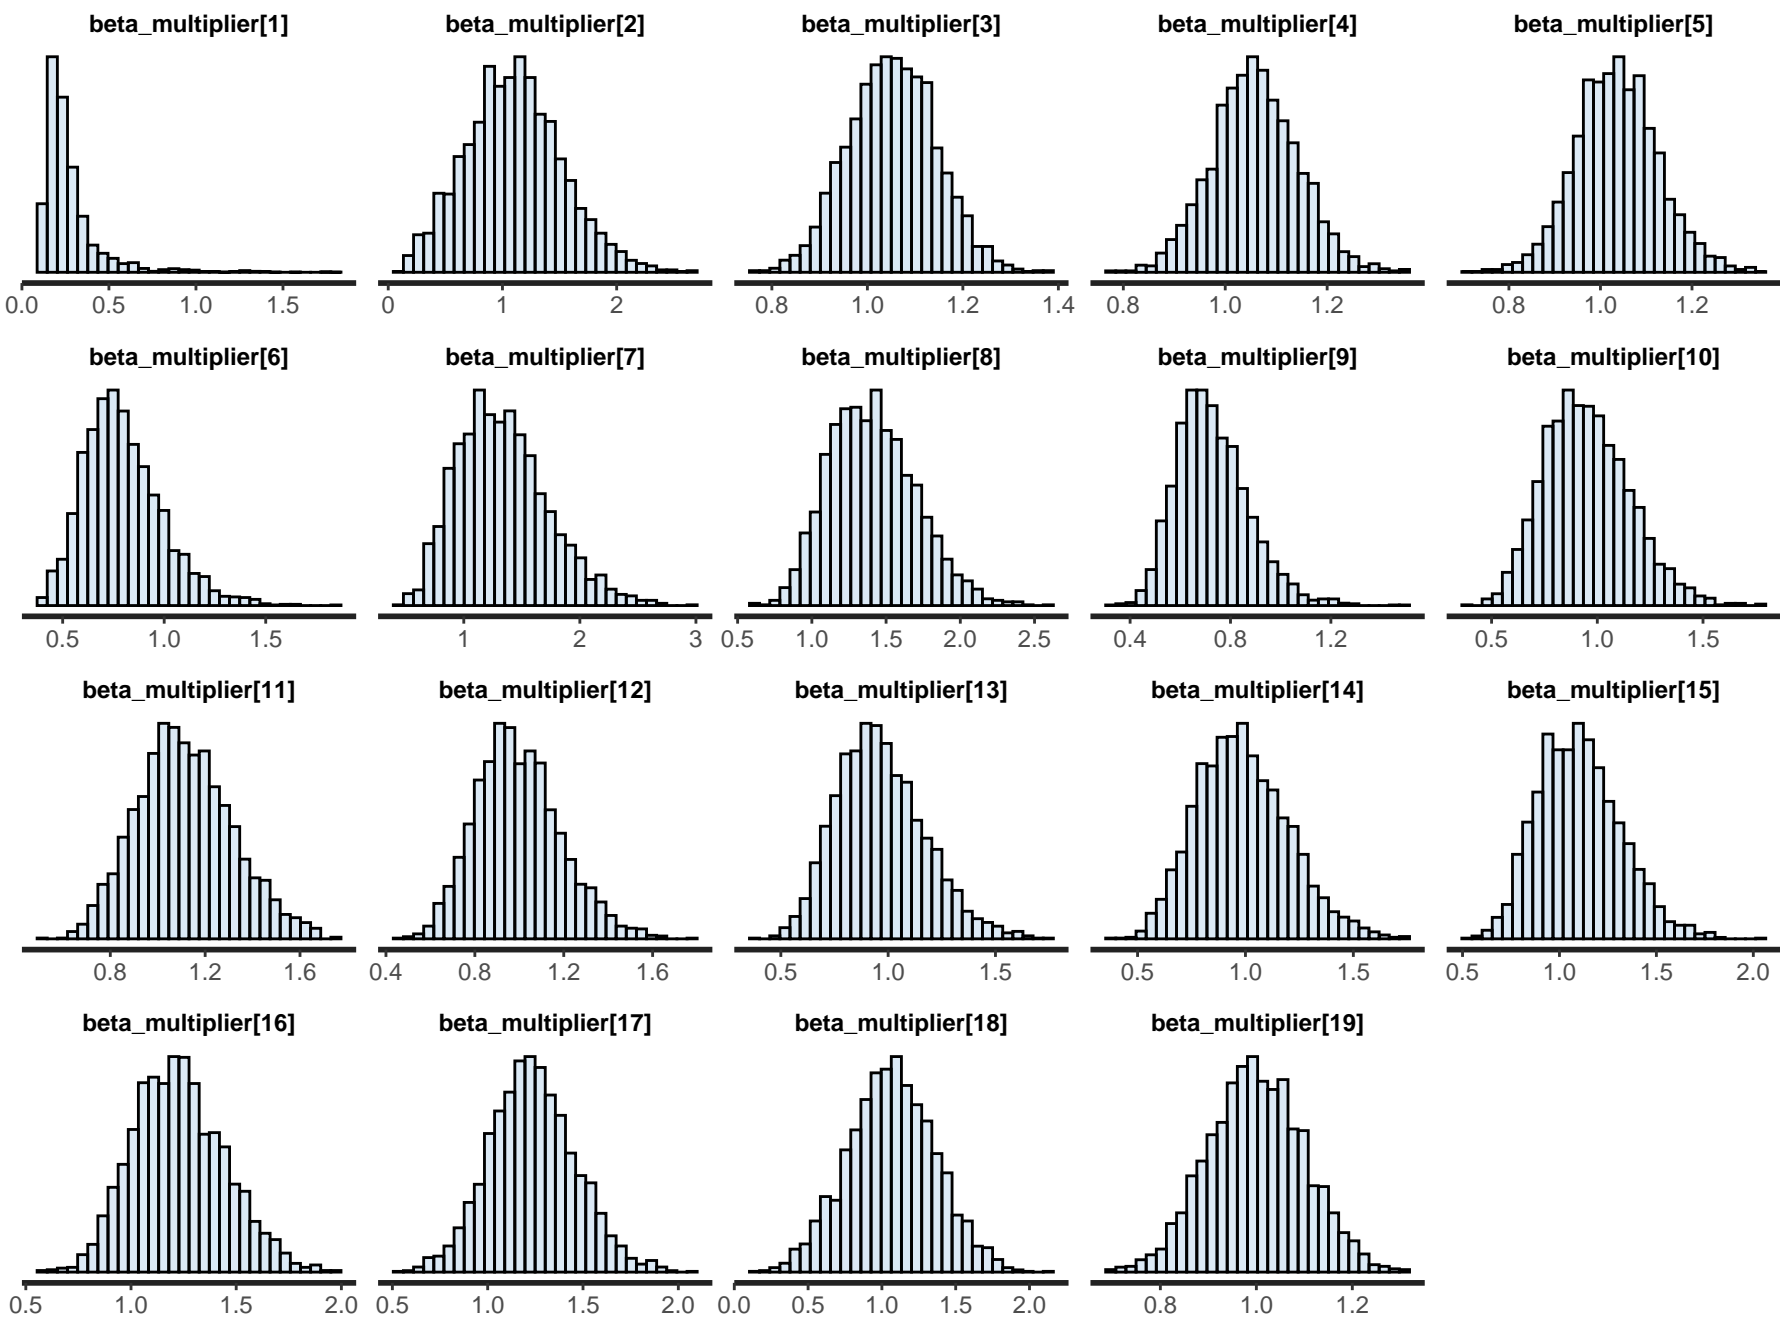 beta_multiplier[1] beta_multiplier[2] beta_multiplier[3] beta_multiplier[4] beta_multiplier[5]
0.0 0.5 1.0 1.5 0 1 2 0.8 1.0 1.2 1.4 0.8 1.0 1.2 0.8 1.0 1.2
beta_multiplier[6] beta_multiplier[7] beta_multiplier[8] beta_multiplier[9] beta_multiplier[10]
0.5 1.0 1.5 1 2 3 0.5 1.0 1.5 2.0 2.5 0.4 0.8 1.2 0.5 1.0 1.5
beta_multiplier[11] beta_multiplier[12] beta_multiplier[13] beta_multiplier[14] beta_multiplier[15]
0.8 1.2 1.6 0.4 0.8 1.2 1.6 0.5 1.0 1.5 0.5 1.0 1.5 0.5 1.0 1.5 2.0
beta_multiplier[16] beta_multiplier[17] beta_multiplier[18] beta_multiplier[19]
0.5 1.0 1.5 2.0 0.5 1.0 1.5 2.0 0.0 0.5 1.0 1.5 2.0 0.8 1.0 1.2